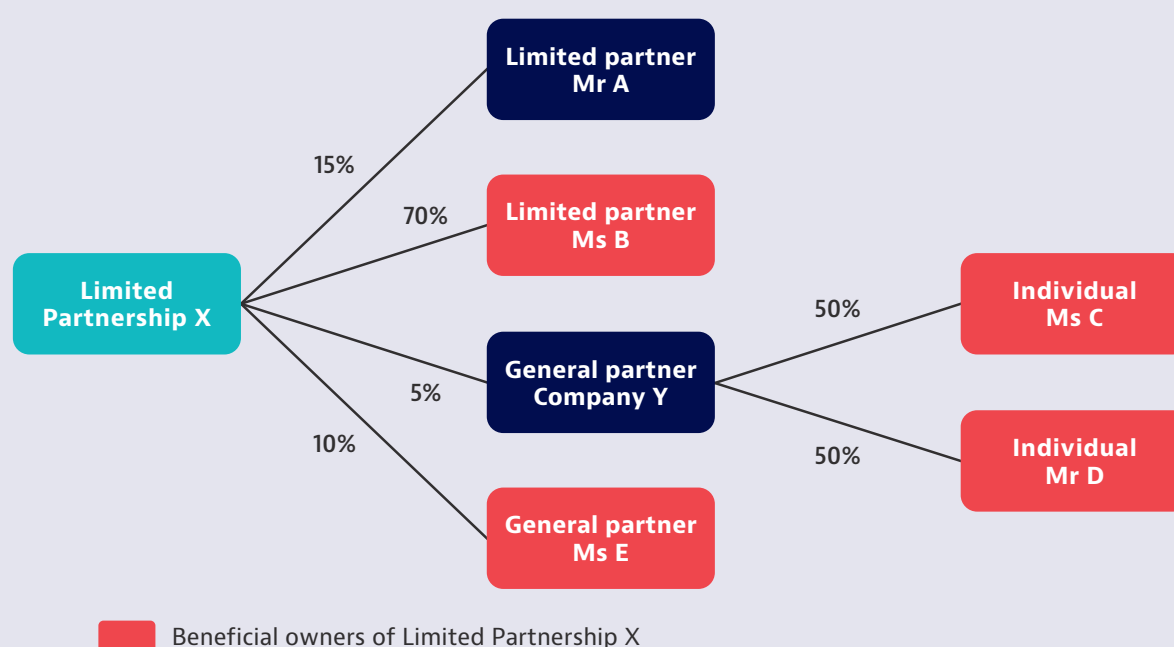 Limited partner
Mr A
15%
70%
Limited partner
Ms B
Limited
Partnership X
50%
Individual
Ms C
General partner
Company Y
5%
10%
50%
Individual
Mr D
General partner
Ms E
Beneficial owners of Limited Partnership X